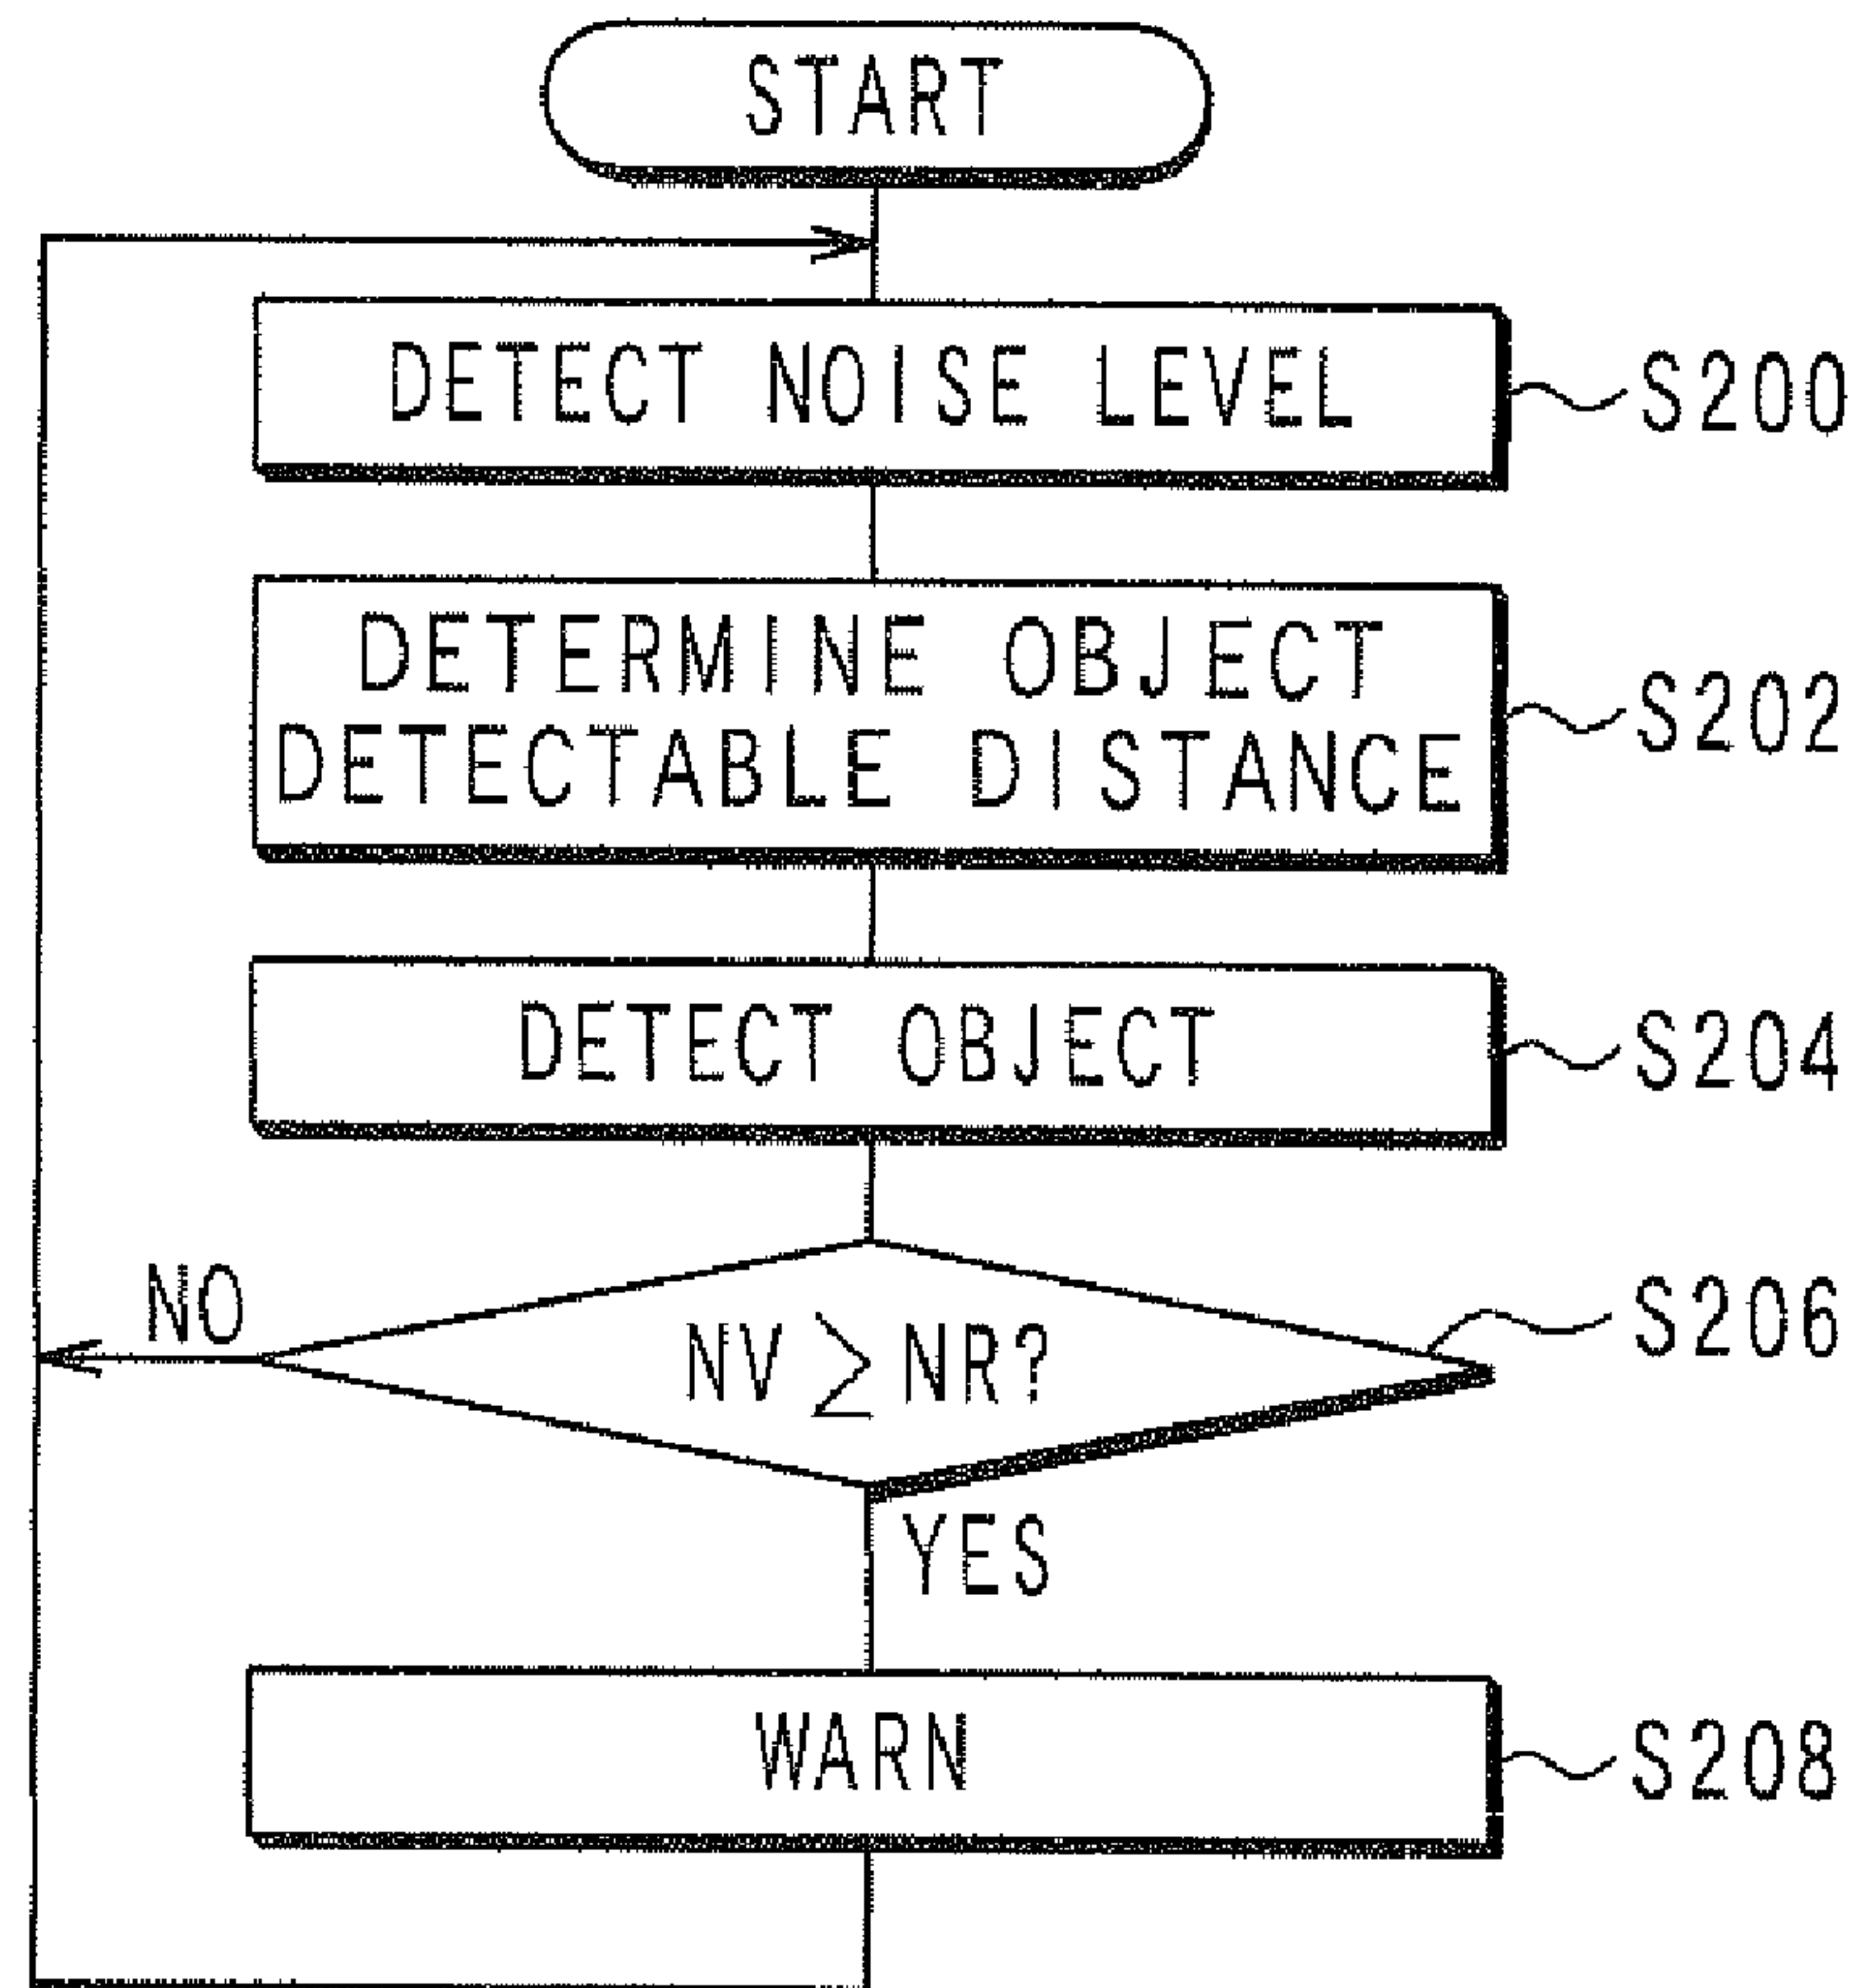 START
DETECT NOISE LEVEL
S200
DETERMINE OBJECT
DETECTABLE DISTANCE
S202
DETECT OBJECT
S204
NO
NV ≥ NR?
S206
YES
WARN
S208